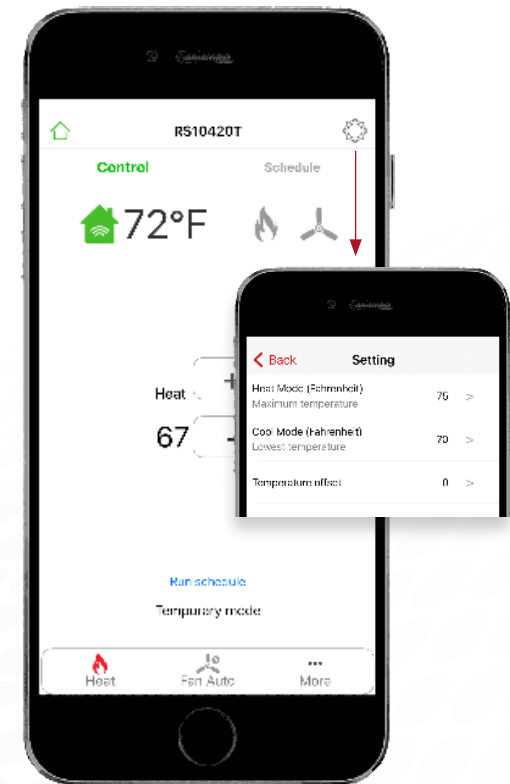 RS10420T
Control
Schedule
72°F
Heat
+
67
-
Run schedule
Temporary mode
Heat
Fan Auto
More
Back
Setting
Heat Mode (Fahrenheit)
75 >
Maximum temperature
Cool Mode (Fahrenheit)
70 >
Lowest temperature
Temperature offset
0 >